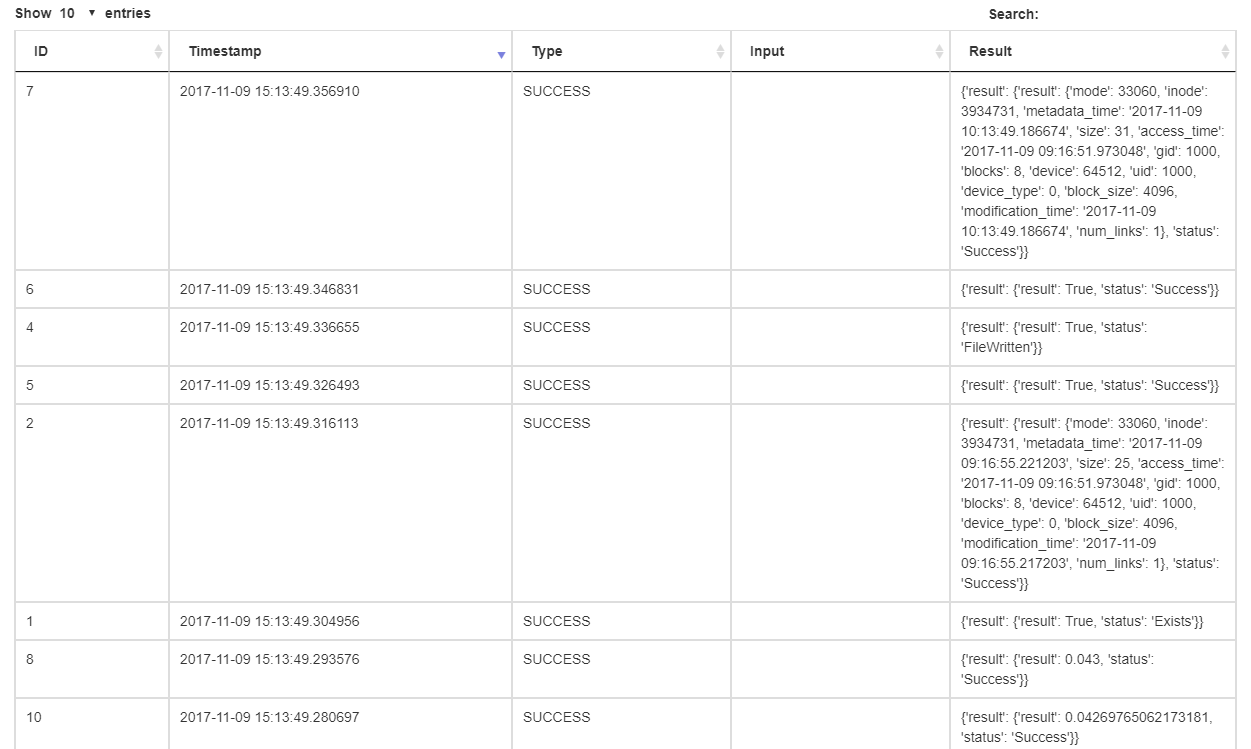 Show 10 ▼ entries Search:
ID Timestamp Type Input Result
7 2017-11-09 15:13:49.356910 SUCCESS {'result': {'result': {'mode': 33060, 'inode':
3934731, 'metadata_time': '2017-11-09
10:13:49.186674', 'size': 31, 'access_time':
'2017-11-09 09:16:51.973048', 'gid': 1000,
'blocks': 8, 'device': 64512, 'uid': 1000,
'device_type': 0, 'block_size': 4096,
'modification_time': '2017-11-09
10:13:49.186674', 'num_links': 1}, 'status':
'Success'}}
6 2017-11-09 15:13:49.346831 SUCCESS {'result': {'result': True, 'status': 'Success'}}
4 2017-11-09 15:13:49.336655 SUCCESS {'result': {'result': True, 'status':
'FileWritten'}}
5 2017-11-09 15:13:49.326493 SUCCESS {'result': {'result': True, 'status': 'Success'}}
2 2017-11-09 15:13:49.316113 SUCCESS {'result': {'result': {'mode': 33060, 'inode':
3934731, 'metadata_time': '2017-11-09
09:16:55.221203', 'size': 25, 'access_time':
'2017-11-09 09:16:51.973048', 'gid': 1000,
'blocks': 8, 'device': 64512, 'uid': 1000,
'device_type': 0, 'block_size': 4096,
'modification_time': '2017-11-09
09:16:55.217203', 'num_links': 1}, 'status':
'Success'}}
1 2017-11-09 15:13:49.304956 SUCCESS {'result': {'result': True, 'status': 'Exists'}}
8 2017-11-09 15:13:49.293576 SUCCESS {'result': {'result': 0.043, 'status':
'Success'}}
10 2017-11-09 15:13:49.280697 SUCCESS {'result': {'result': 0.04269765062173181,
'status': 'Success'}}